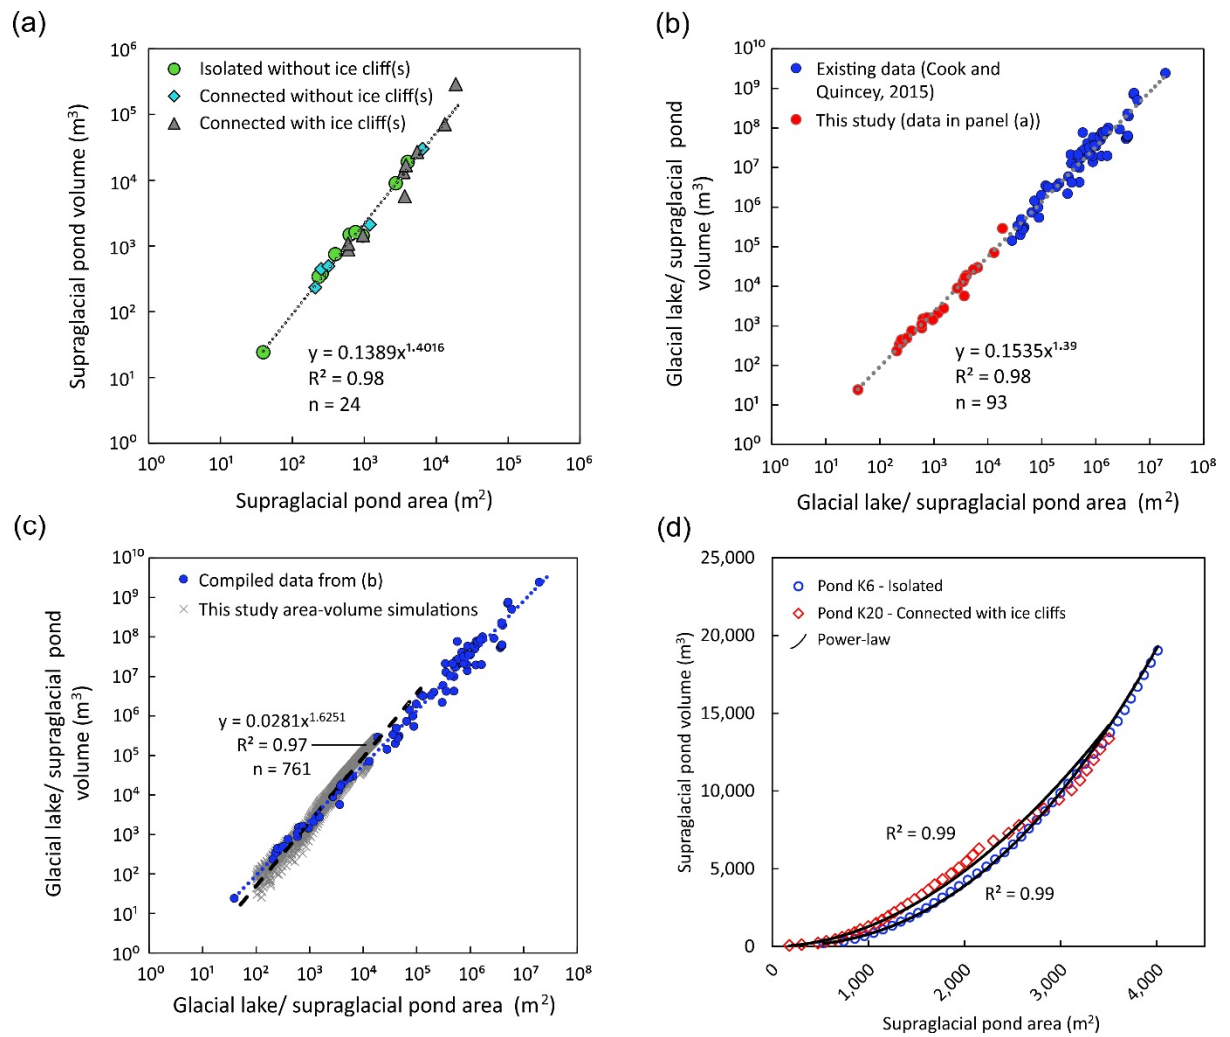 (a)
10⁶
10⁵
10⁴
10³
10²
10¹
10⁰
Supraglacial pond volume (m³)
Isolated without ice cliff(s)
Connected without ice cliff(s)
Connected with ice cliff(s)
y = 0.1389x¹·⁴⁰¹⁶
R² = 0.98
n = 24
10⁰ 10¹ 10² 10³ 10⁴ 10⁵ 10⁶
Supraglacial pond area (m²)
(b)
10¹⁰
10⁹
10⁸
10⁷
10⁶
10⁵
10⁴
10³
10²
10¹
10⁰
Glacial lake/ supraglacial pond
volume (m³)
Existing data (Cook and
Quincey, 2015)
This study (data in panel (a))
y = 0.1535x¹·³⁹
R² = 0.98
n = 93
10⁰ 10¹ 10² 10³ 10⁴ 10⁵ 10⁶ 10⁷ 10⁸
Glacial lake/ supraglacial pond area (m²)
(c)
10¹⁰
10⁹
10⁸
10⁷
10⁶
10⁵
10⁴
10³
10²
10¹
10⁰
Glacial lake/ supraglacial pond
volume (m³)
Compiled data from (b)
This study area-volume simulations
y = 0.0281x¹·⁶²⁵¹
R² = 0.97
n = 761
10⁰ 10¹ 10² 10³ 10⁴ 10⁵ 10⁶ 10⁷ 10⁸
Glacial lake/ supraglacial pond area (m²)
(d)
25,000
20,000
15,000
10,000
5,000
0
Supraglacial pond volume (m³)
Pond K6 - Isolated
Pond K20 - Connected with ice cliffs
Power-law
R² = 0.99
R² = 0.99
0 1,000 2,000 3,000 4,000
Supraglacial pond area (m²)